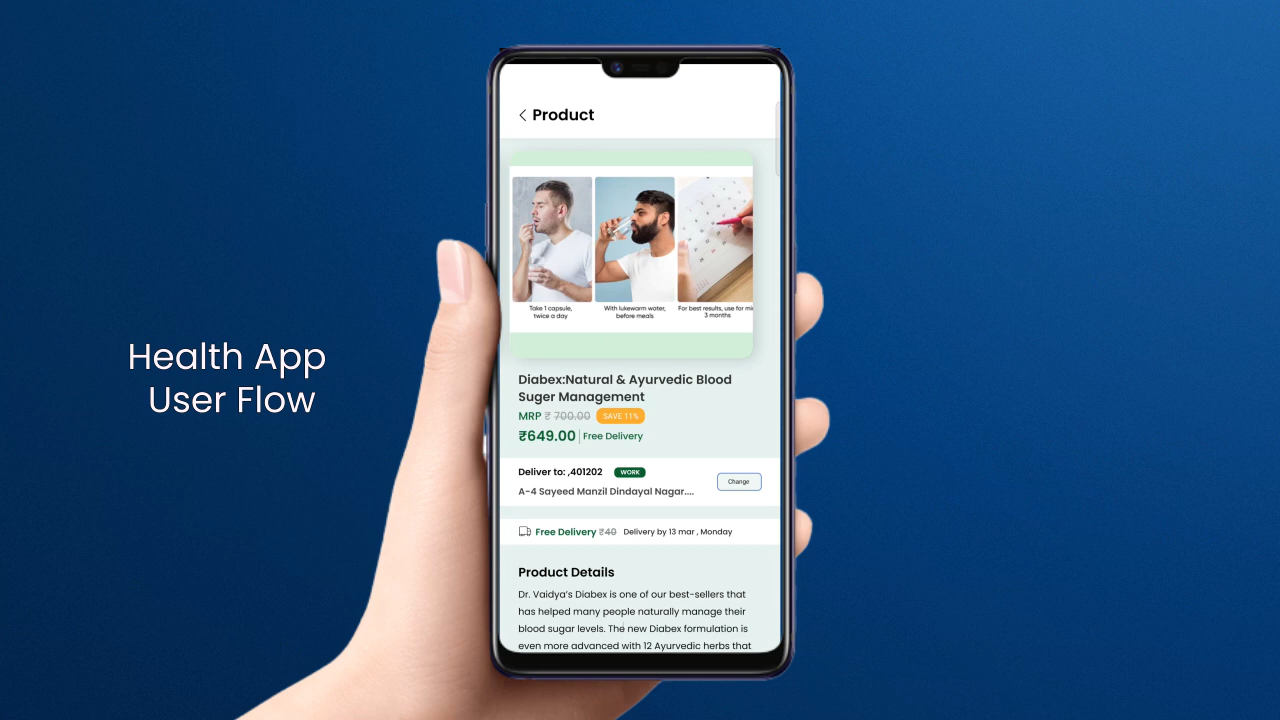 Product
Take 1 capsule,
twice a day
With lukewarm water,
before meals
For best results, use for mi
3 months
Health App
User Flow
Diabex:Natural & Ayurvedic Blood
Suger Management
MRP ₹ 700.00 SAVE 11%
₹649.00 Free Delivery
Deliver to: ,401202 WORK
A-4 Sayeed Manzil Dindayal Nagar....
Change
Free Delivery ₹40 Delivery by 13 mar , Monday
Product Details
Dr. Vaidya's Diabex is one of our best-sellers that
has helped many people naturally manage their
blood sugar levels. The new Diabex formulation is
even more advanced with 12 Ayurvedic herbs that